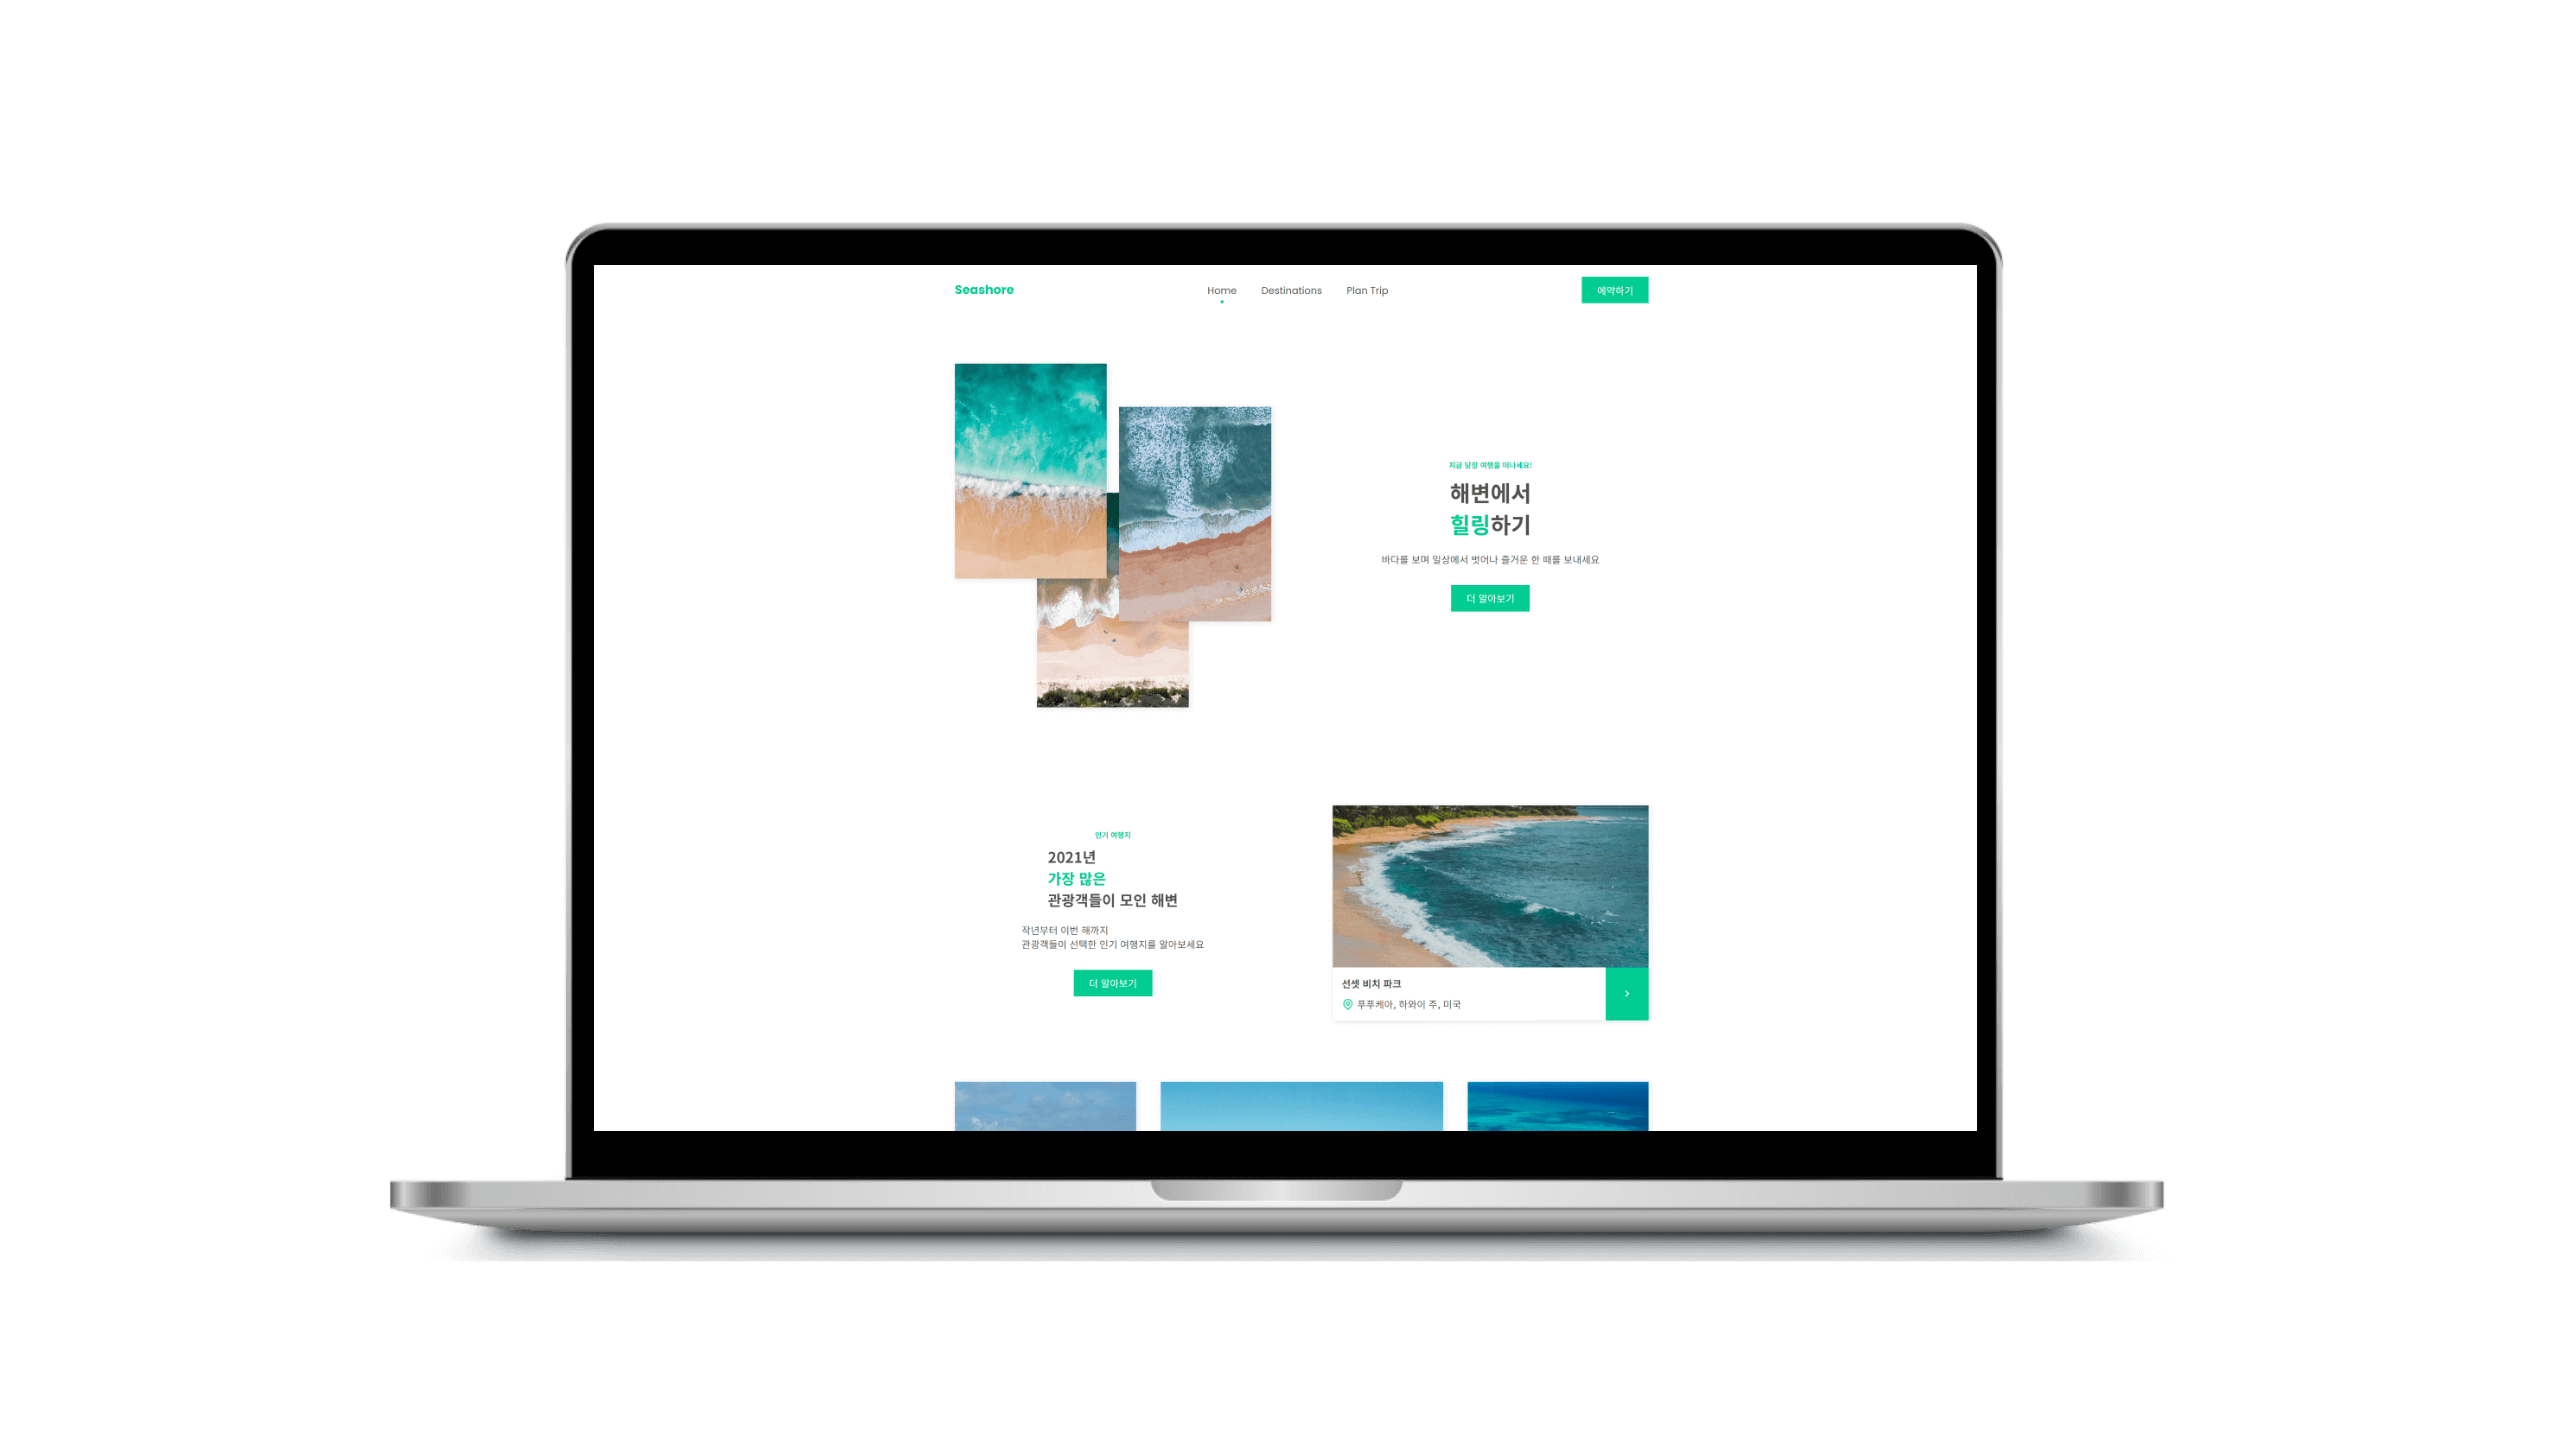 Seashore
Home
Destinations
Plan Trip
예약하기
지금 당장 여행을 떠나세요!
해변에서
힐링하기
바다를 보며 일상에서 벗어나 즐거운 한 때를 보내세요
더 알아보기
인기 여행지
2021년
가장 많은
관광객들이 모인 해변
작년부터 이번 해까지
관광객들이 선택한 인기 여행지를 알아보세요
더 알아보기
선셋 비치 파크
푸푸케아, 하와이 주, 미국